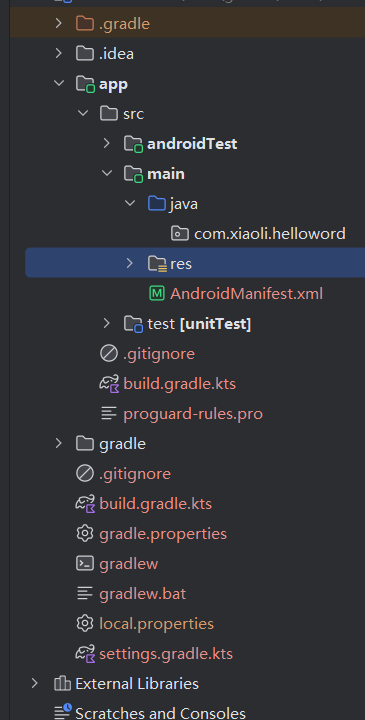 .gradle
.idea
app
src
androidTest
main
java
com.xiaoli.helloword
res
M AndroidManifest.xml
test [unitTest]
.gitignore
build.gradle.kts
proguard-rules.pro
gradle
.gitignore
build.gradle.kts
gradle.properties
gradlew
gradlew.bat
local.properties
settings.gradle.kts
External Libraries
Scratches and Consoles